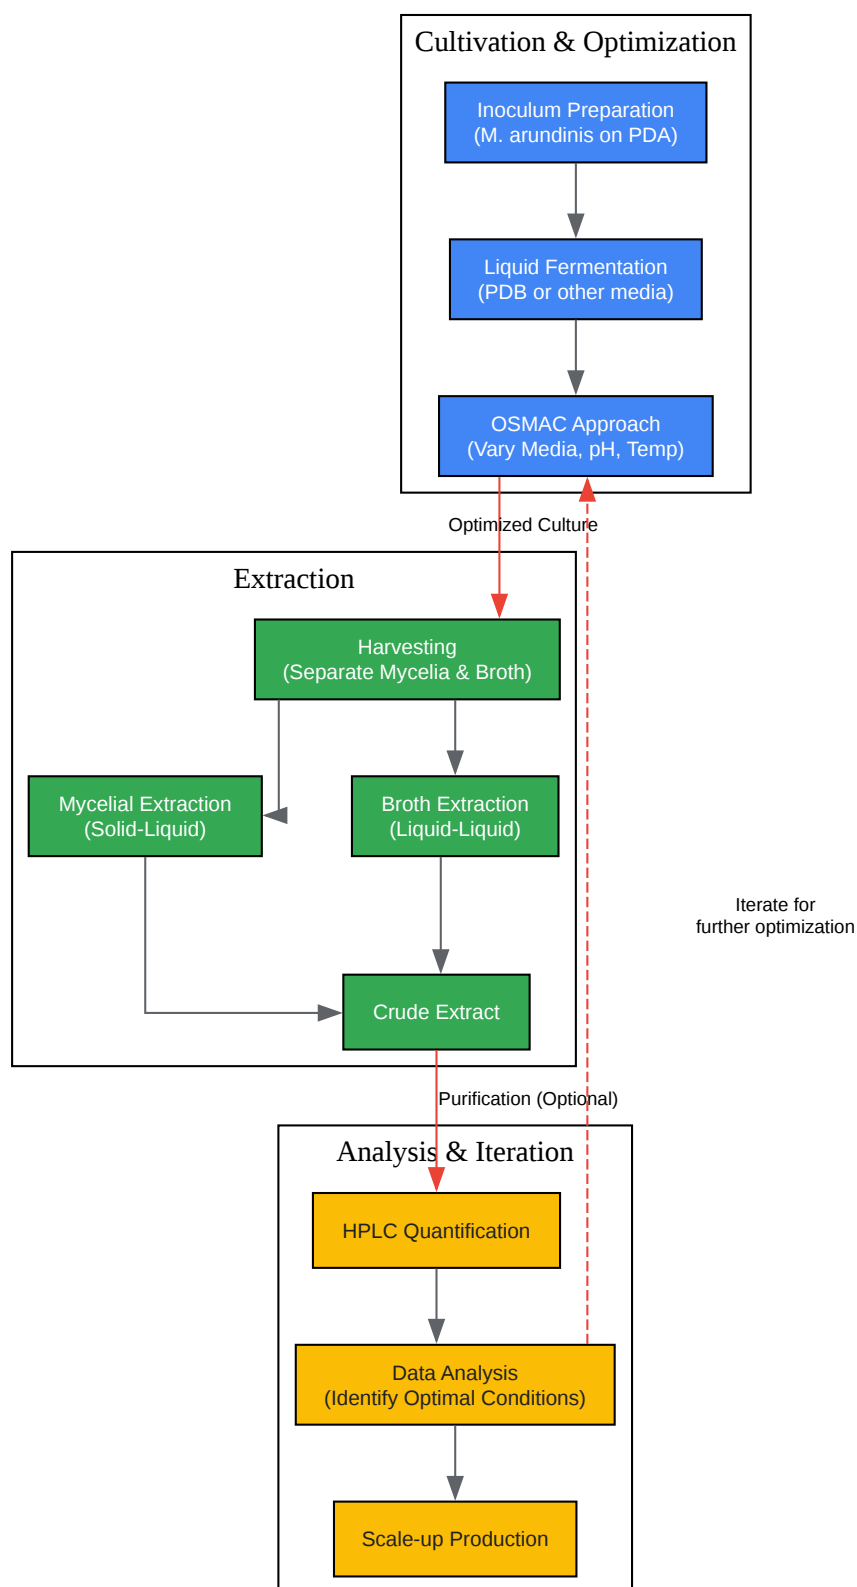 Cultivation & Optimization
Inoculum Preparation
(M. arundinis on PDA)
Liquid Fermentation
(PDB or other media)
OSMAC Approach
(Vary Media, pH, Temp)
Optimized Culture
Extraction
Harvesting
(Separate Mycelia & Broth)
Mycelial Extraction
(Solid-Liquid)
Broth Extraction
(Liquid-Liquid)
Iterate for
further optimization
Crude Extract
Purification (Optional)
Analysis & Iteration
HPLC Quantification
Data Analysis
(Identify Optimal Conditions)
Scale-up Production